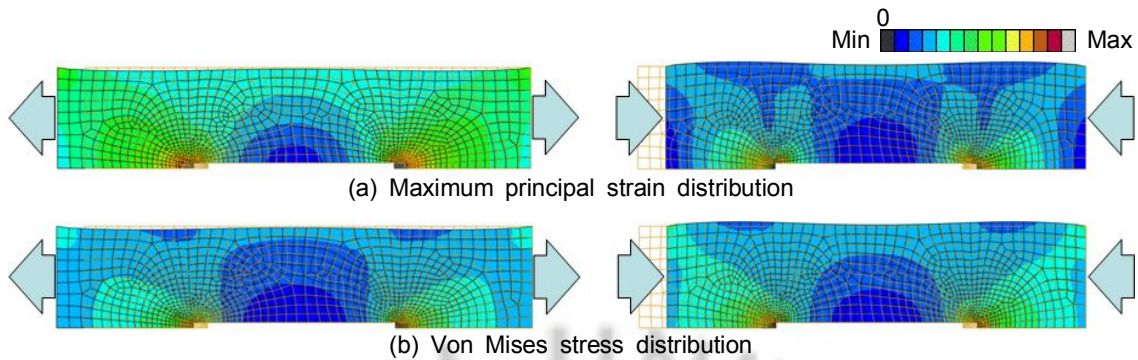 0
Min Max
(a) Maximum principal strain distribution
(b) Von Mises stress distribution